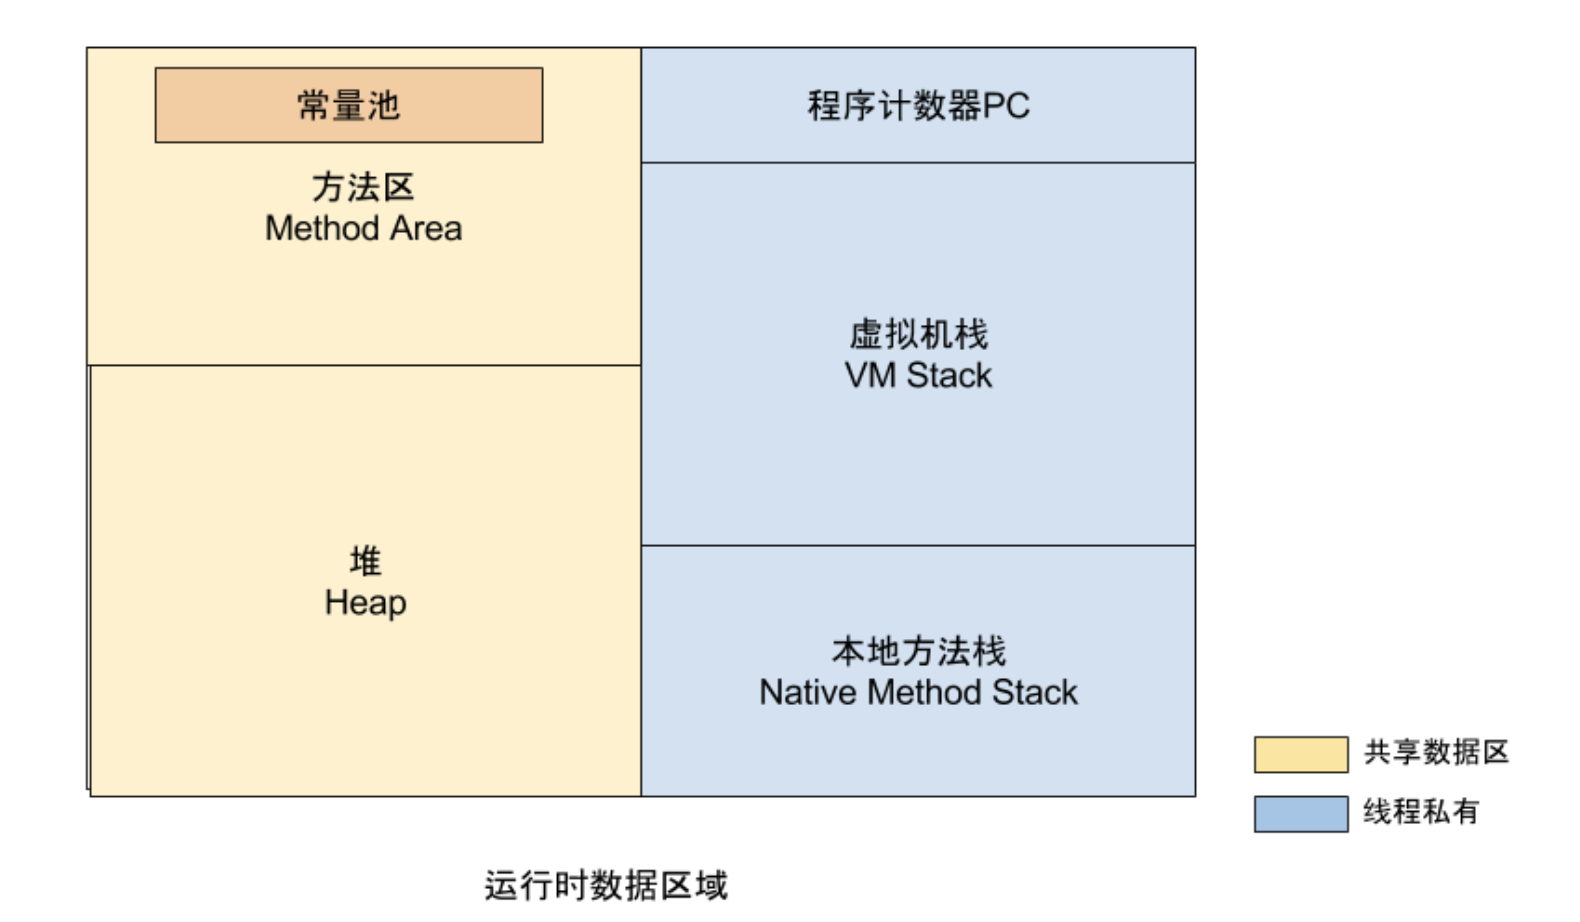 常量池
方法区
Method Area
堆
Heap
程序计数器PC
虚拟机栈
VM Stack
本地方法栈
Native Method Stack
共享数据区
线程私有
运行时数据区域